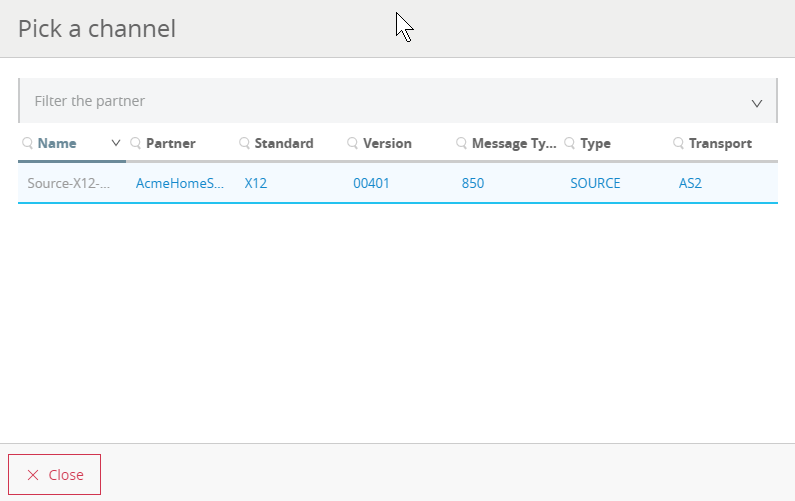 Pick a channel
Filter the partner
Name Partner Standard Version Message Ty... Type Transport
Source-X12-... AcmeHomeS... X12 00401 850 SOURCE AS2
Close